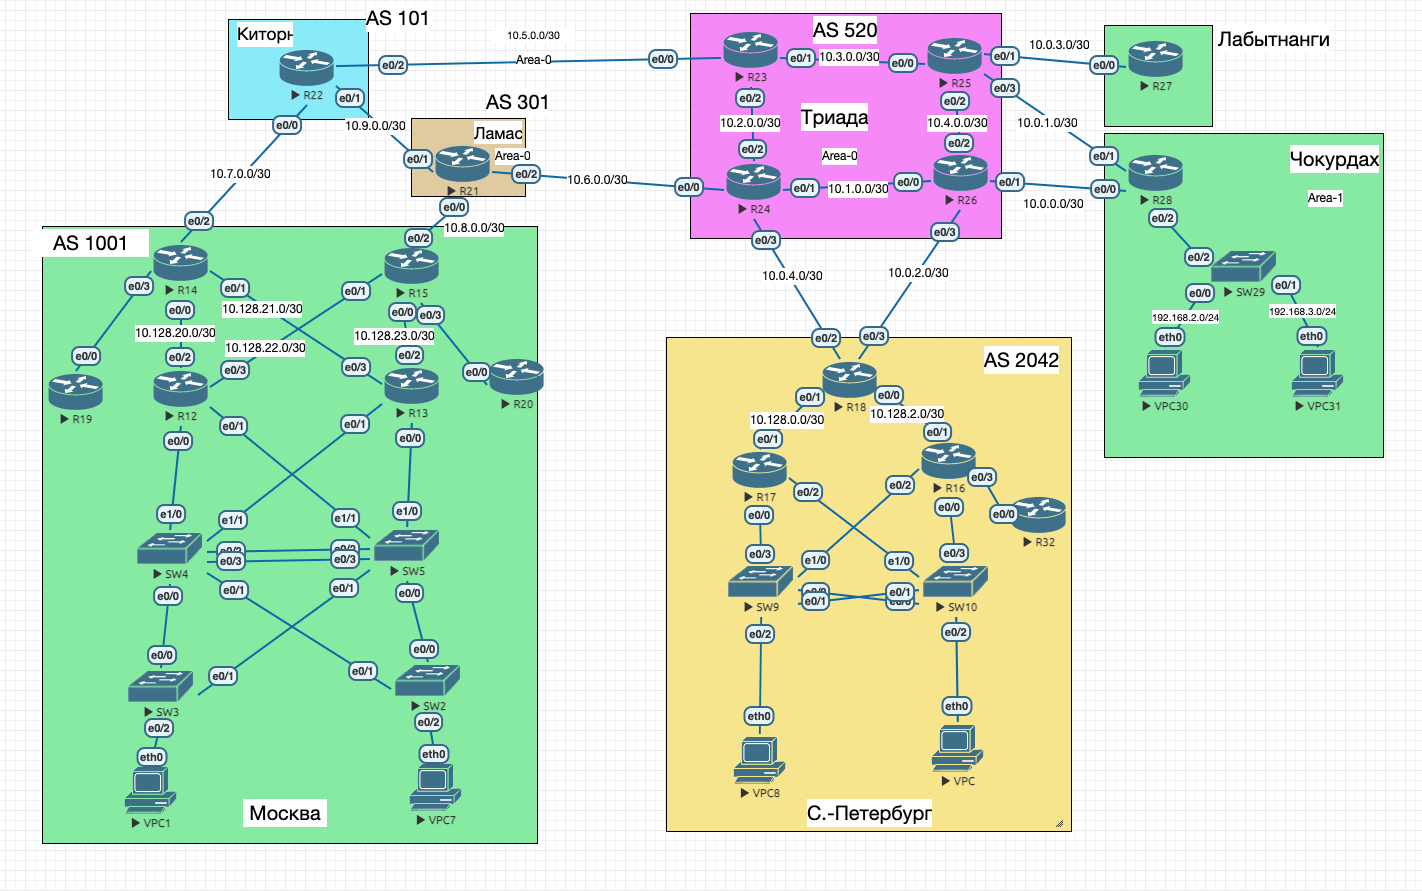 AS 101
Киторн
R22
e0/2
e0/1
e0/0
10.5.0.0/30
Area-0
10.9.0.0/30
10.7.0.0/30
AS 301
Ламас
Area-0
e0/1
R21
e0/2
e0/0
10.6.0.0/30
10.8.0.0/30
AS 520
Триада
Area-0
e0/0
R23
e0/1
10.3.0.0/30
e0/0
R25
e0/1
e0/3
e0/2
10.2.0.0/30
e0/2
e0/2
10.4.0.0/30
e0/2
e0/0
R24
e0/1
10.1.0.0/30
e0/0
R26
e0/1
e0/3
e0/3
10.0.3.0/30
10.0.1.0/30
10.0.0.0/30
10.0.4.0/30
10.0.2.0/30
Лабытнанги
e0/0
R27
Чокурдах
Area-1
e0/1
e0/0
R28
e0/2
e0/2
SW29
e0/0
e0/1
192.168.2.0/24
192.168.3.0/24
eth0
eth0
VPC30
VPC31
AS 1001
e0/2
R14
e0/3
e0/0
e0/1
10.128.21.0/30
10.128.20.0/30
e0/2
R15
e0/1
e0/0
e0/3
10.128.23.0/30
10.128.22.0/30
e0/0
R19
e0/2
e0/3
R12
e0/0
e0/1
e0/3
e0/2
R13
e0/1
e0/0
e0/0
R20
e1/0
e1/1
SW4
e0/3
e0/0
e0/1
e1/1
e1/0
SW5
e0/3
e0/1
e0/0
e0/0
e0/1
SW3
e0/2
eth0
VPC1
e0/1
e0/0
SW2
e0/2
eth0
VPC7
Москва
AS 2042
e0/2
e0/3
R18
e0/1
e0/0
10.128.0.0/30
10.128.2.0/30
e0/1
R17
e0/2
e0/0
e0/1
R16
e0/2
e0/3
e0/0
e0/0
R32
e0/3
e1/0
SW9
e0/1
e0/2
e1/0
e0/3
SW10
e0/1
e0/2
eth0
VPC8
eth0
VPC
С.-Петербург